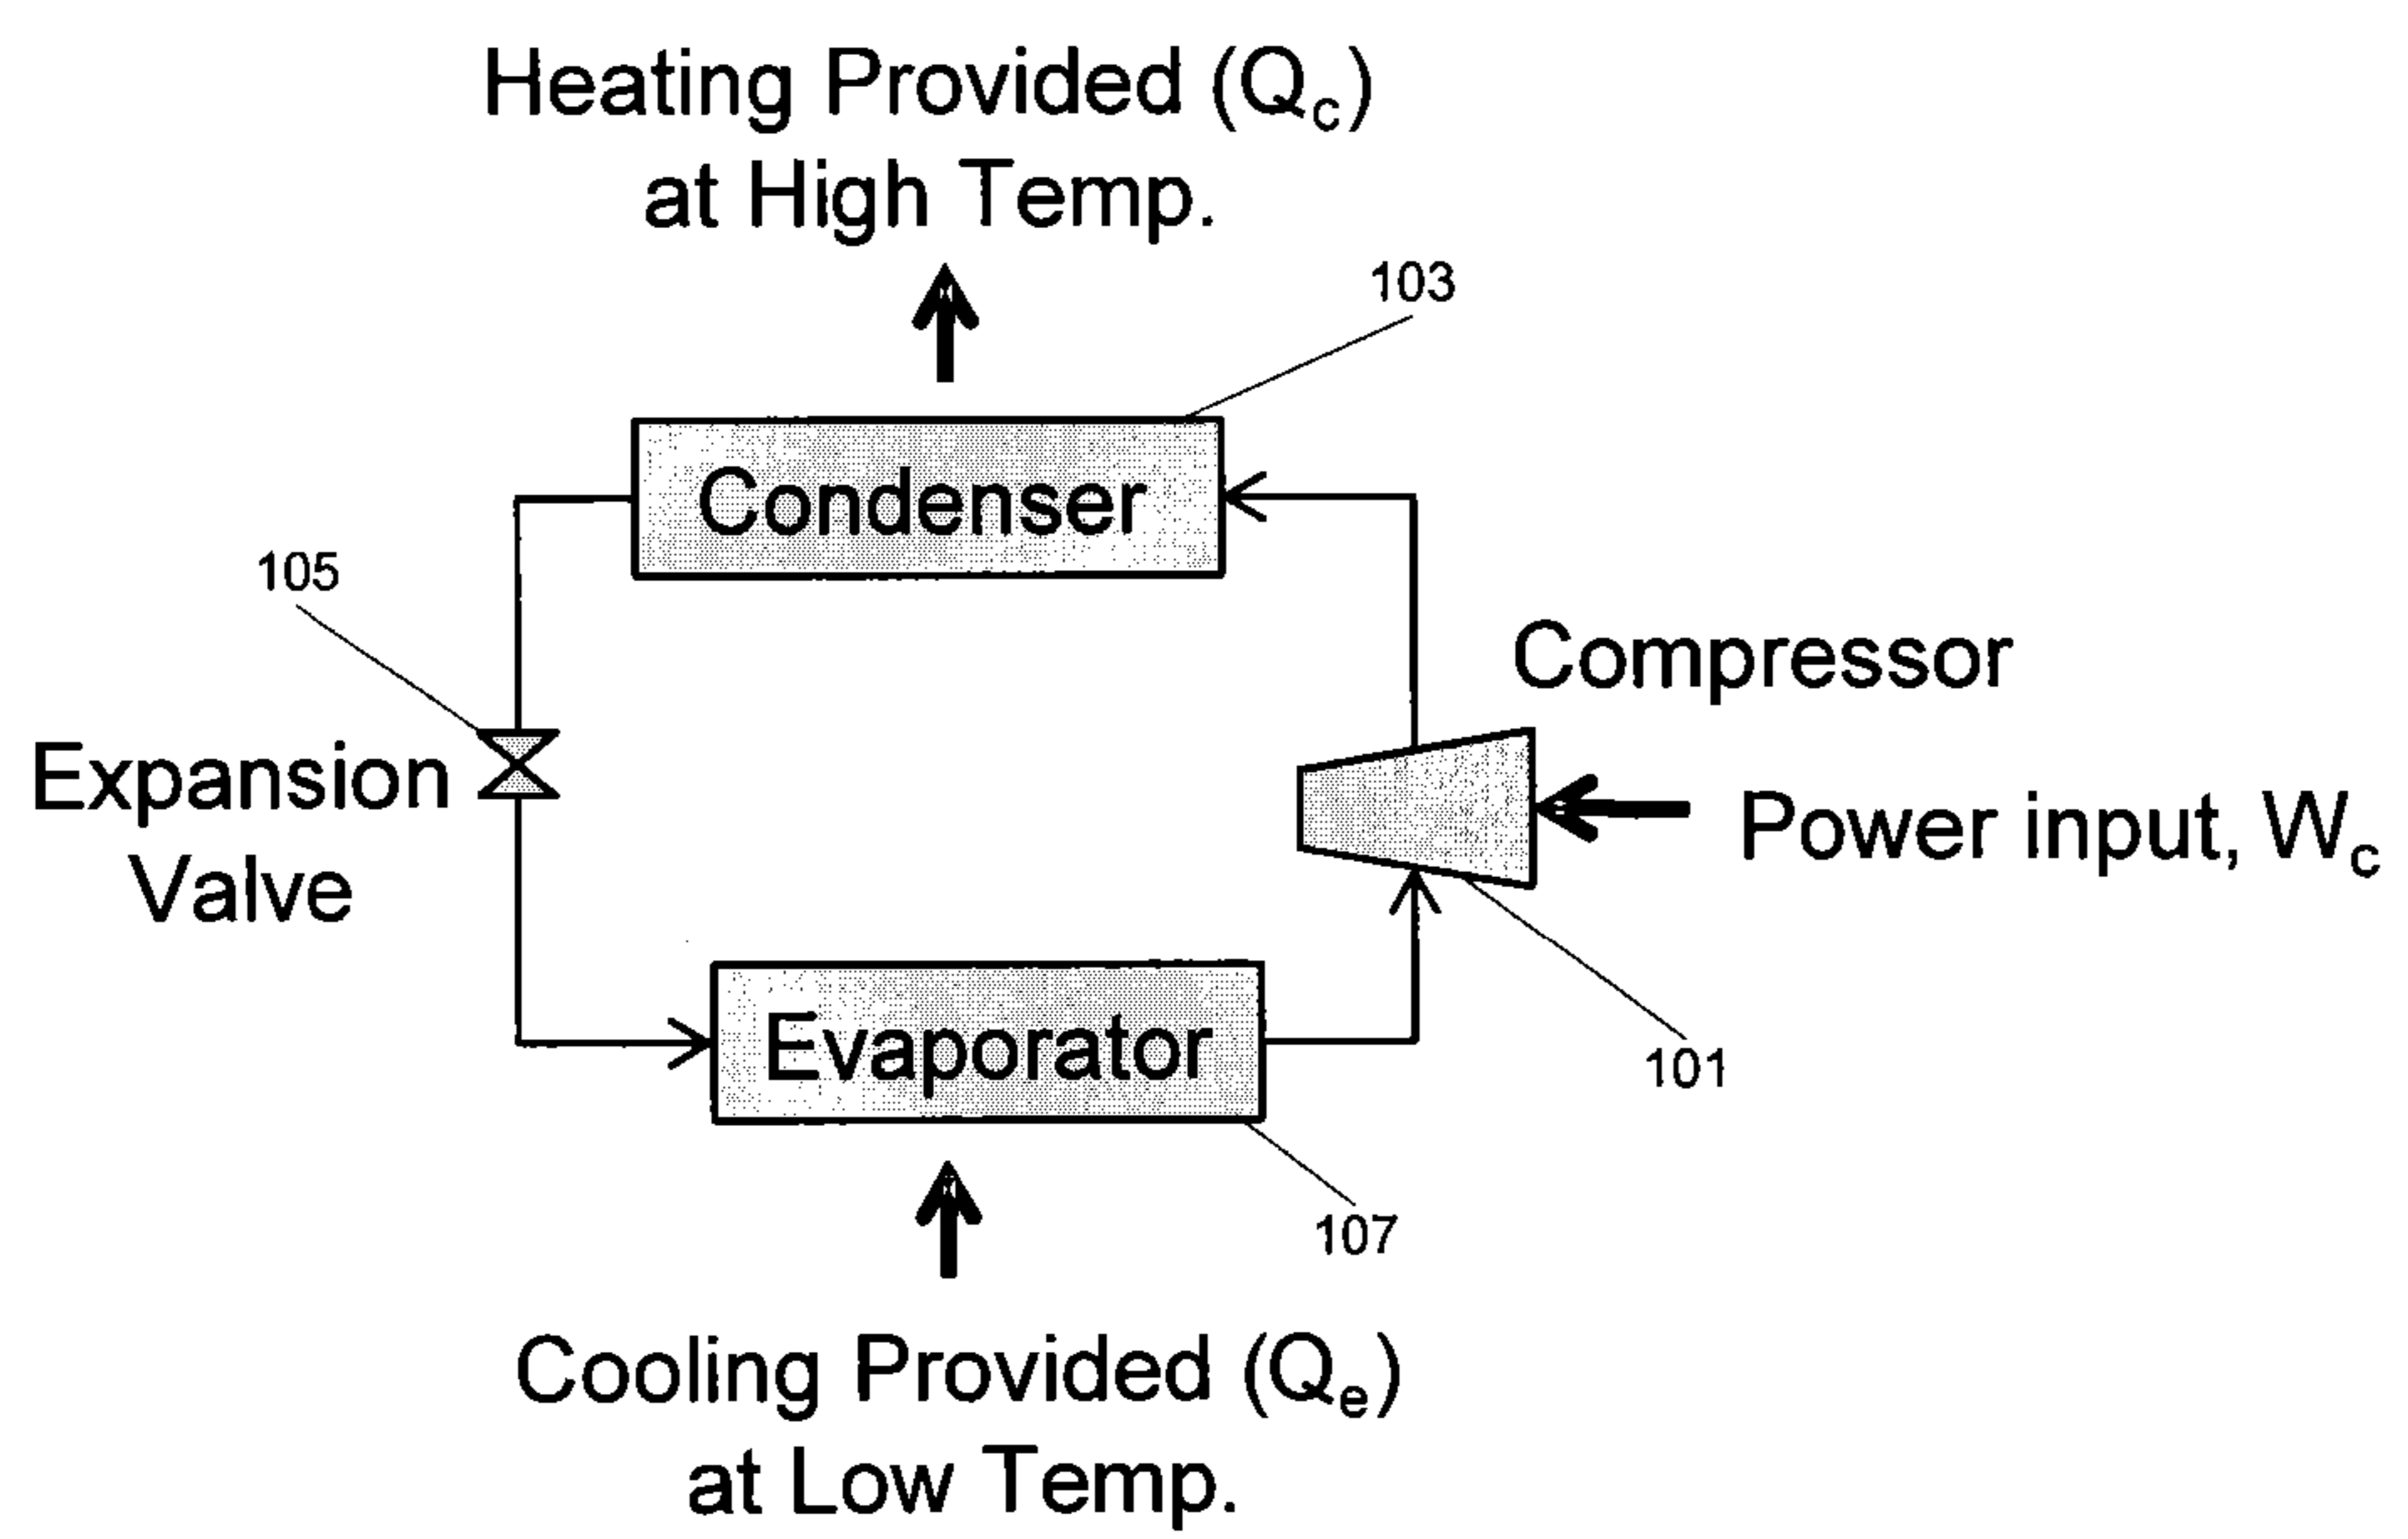 Heating Provided (Qc)
at High Temp.
103
Condenser
105
Compressor
Expansion
Valve
Power input, Wc
Evaporator
101
107
Cooling Provided (Qe)
at Low Temp.